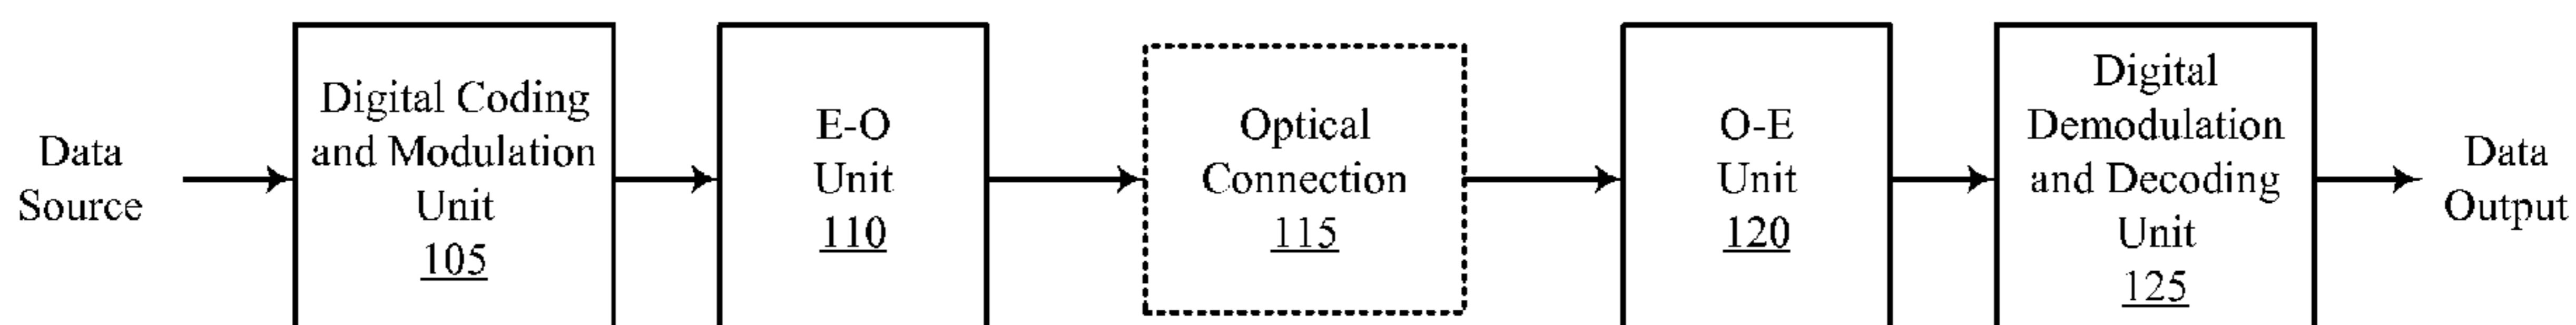 Data
Source
Digital Coding
and Modulation
Unit
105
E-O
Unit
110
Optical
Connection
115
O-E
Unit
120
Digital
Demodulation
and Decoding
Unit
125
Data
Output